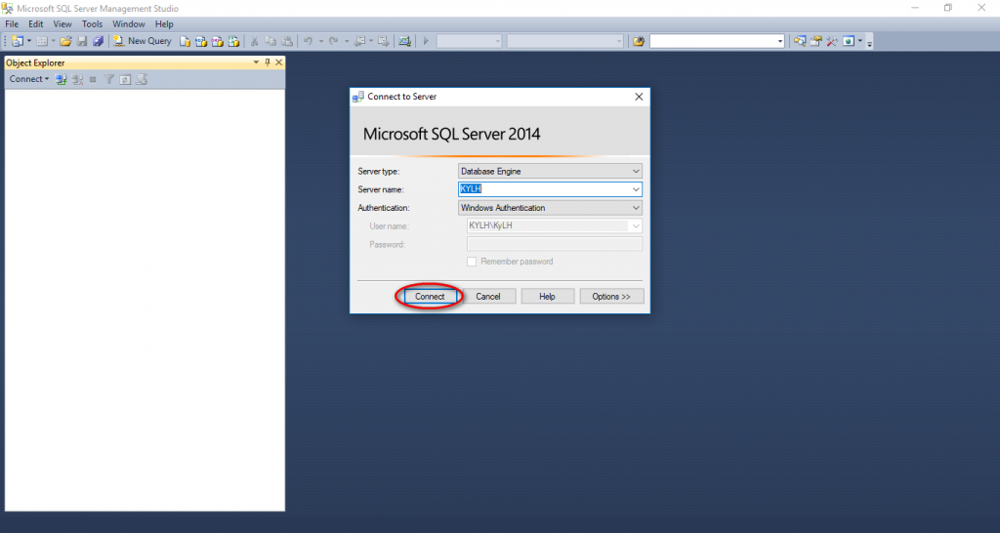 Microsoft SQL Server Management Studio
File Edit View Tools Window Help
New Query
Object Explorer
Connect
Connect to Server
Microsoft SQL Server 2014
Server type: Database Engine
Server name: KYLH
Authentication: Windows Authentication
User name: KYLH\KyLH
Password:
Remember password
Connect Cancel Help Options >>